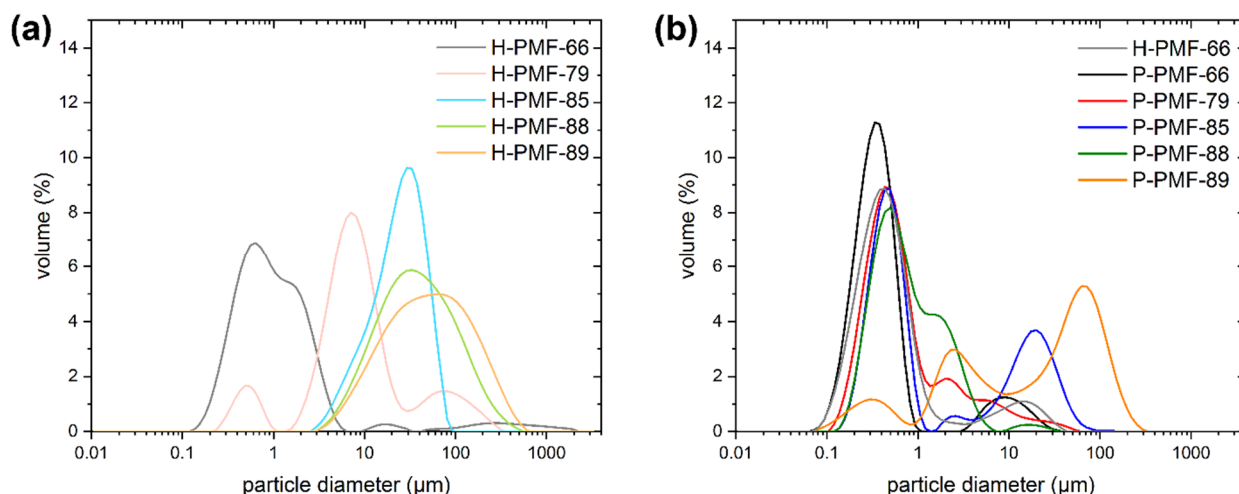 (a)
14
12
10
8
6
4
2
0
volume (%)
H-PMF-66
H-PMF-79
H-PMF-85
H-PMF-88
H-PMF-89
0.01 0.1 1 10 100 1000
particle diameter (μm)
(b)
14
12
10
8
6
4
2
0
volume (%)
H-PMF-66
P-PMF-66
P-PMF-79
P-PMF-85
P-PMF-88
P-PMF-89
0.01 0.1 1 10 100 1000
particle diameter (μm)